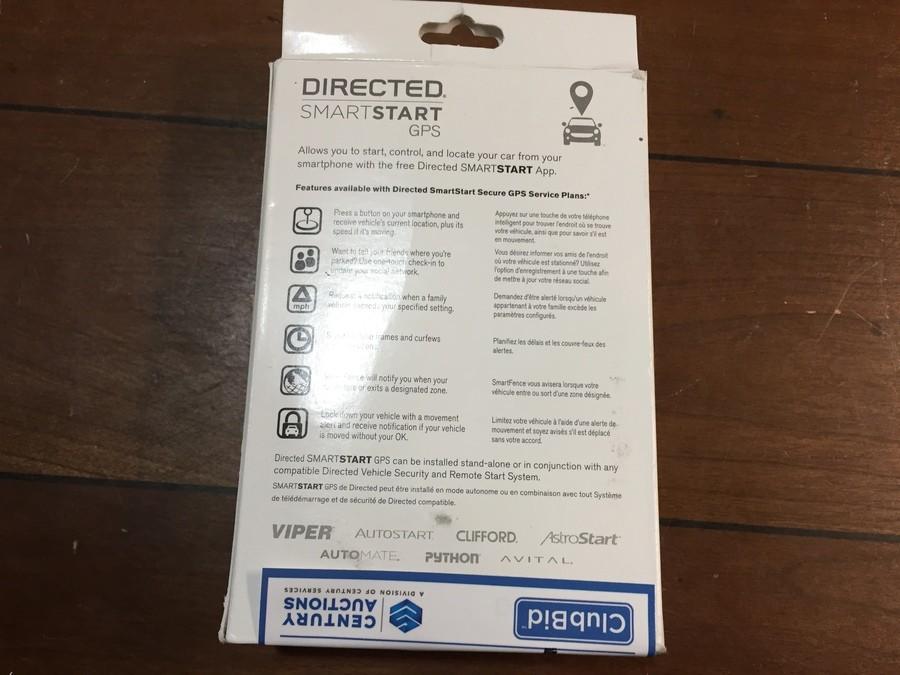 DIRECTED.
SMARTSTART
GPS
Allows you to start, control, and locate your car from your
smartphone with the free Directed SMARTSTART App.
Features available with Directed SmartStart Secure GPS Service Plans:*
Press a button on your smartphone and
receive vehicle's current location, plus its
speed if it's moving.
Appuyez sur une touche de votre téléphone
intelligent pour trouver l'endroit où se trouve
votre véhicule, ainsi que pour savoir s'il est
en mouvement.
Want to tell your friends where you're
parked? Use one-touch check-in to
update your social network.
Vous désirez informer vos amis de l'endroit
où votre véhicule est stationné? Utilisez
l'option d'enregistrement à une touche afin
de mettre à jour votre réseau social.
mph
Request a notification when a family
vehicle exceeds your specified setting.
Demandez d'être alerté lorsqu'un véhicule
appartenant à votre famille excède les
paramètres configurés.
and curfews
Planifiez les délais et les couvre-feux des
alertes.
will notify you when your
or exits a designated zone.
SmartFence vous avisera lorsque votre
véhicule entre ou sort d'une zone désignée.
Lock down your vehicle with a movement
alert and receive notification if your vehicle
is moved without your OK.
Limitez votre véhicule à l'aide d'une alerte de
mouvement et soyez avisés s'il est déplacé
sans votre accord.
Directed SMARTSTART GPS can be installed stand-alone or in conjunction with any
compatible Directed Vehicle Security and Remote Start System.
SMARTSTART GPS de Directed peut être installé en mode autonome ou en combinaison avec tout Système
de télédémarrage et de sécurité de Directed compatible.
VIPER AUTOSTART. CLIFFORD. AstroStart
AUTOMATE. PYTHON AVITAL.
ClubBid™
CENTURY
AUCTIONS
A DIVISION OF CENTURY SERVICES